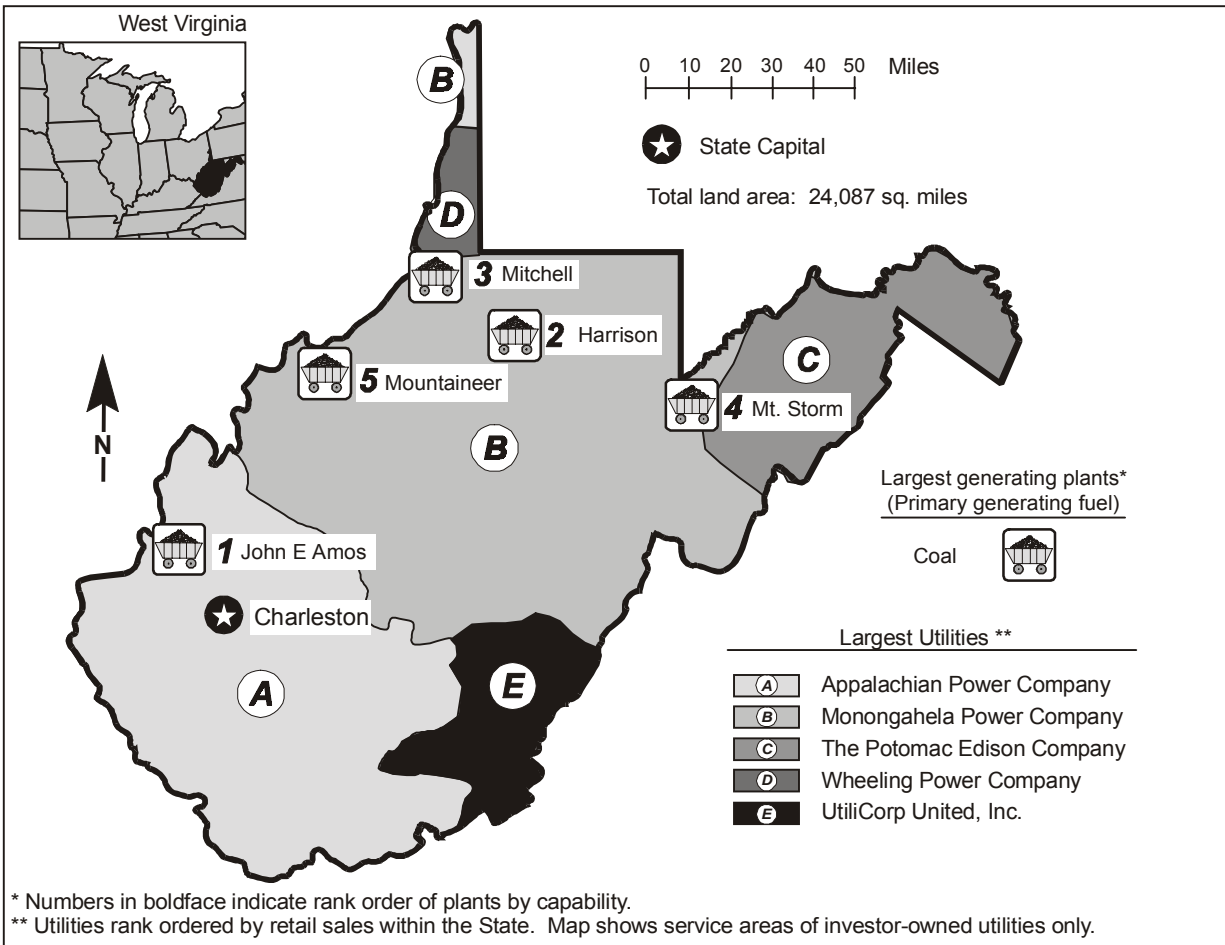 West Virginia
B
0 10 20 30 40 50 Miles
State Capital
Total land area: 24,087 sq. miles
D
3 Mitchell
2 Harrison
5 Mountaineer
C
4 Mt. Storm
N
B
Largest generating plants*
(Primary generating fuel)
Coal
1 John E Amos
Charleston
A
E
Largest Utilities **
A Appalachian Power Company
B Monongahela Power Company
C The Potomac Edison Company
D Wheeling Power Company
E UtiliCorp United, Inc.
* Numbers in boldface indicate rank order of plants by capability.
** Utilities rank ordered by retail sales within the State. Map shows service areas of investor-owned utilities only.